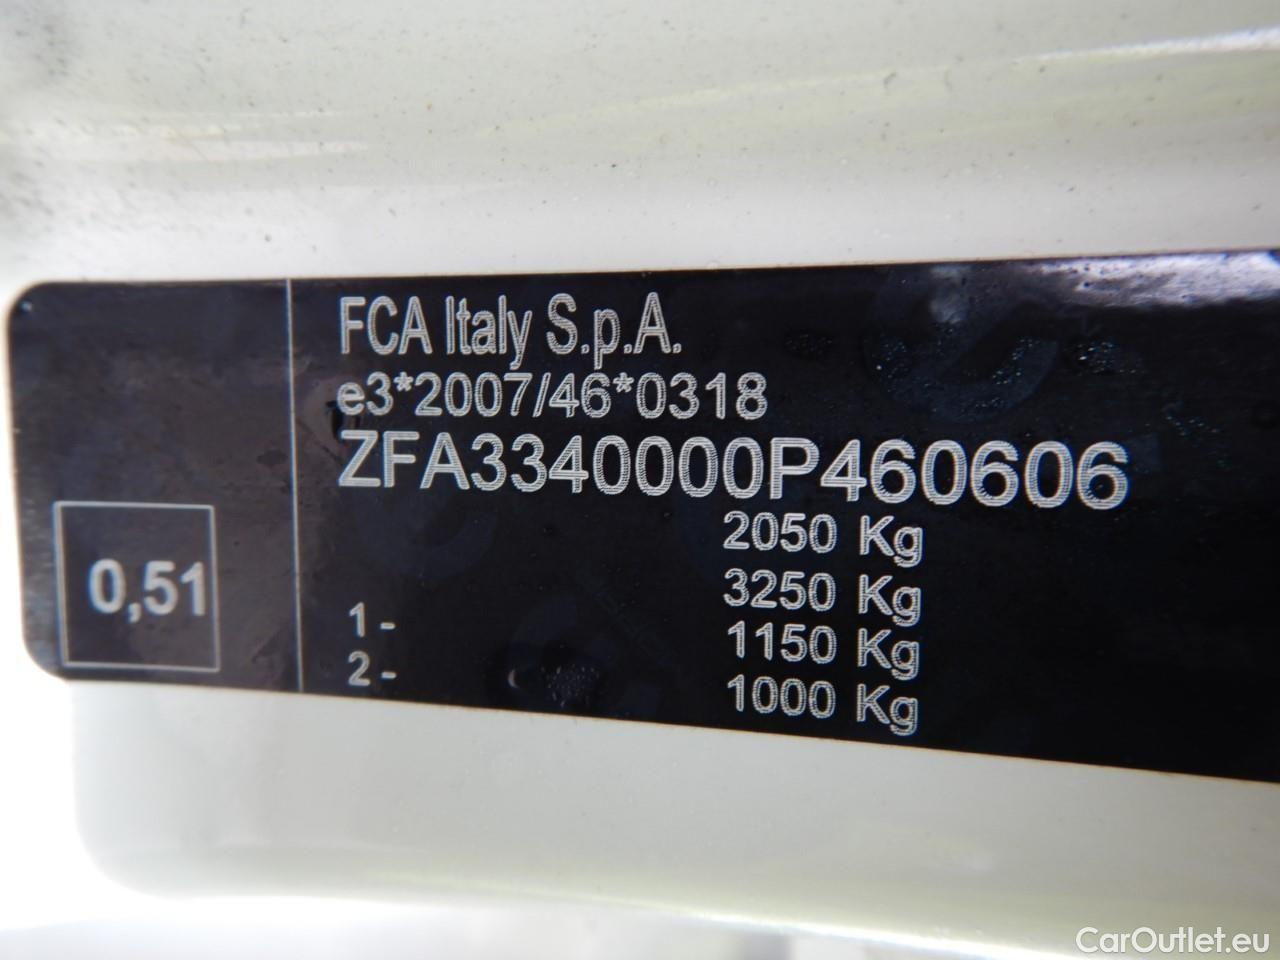 FCA Italy S.p.A.
e3*2007/46*0318
ZFA3340000P460606
2050 Kg
3250 Kg
1- 1150 Kg
2- 1000 Kg
0,51
CarOutlet.eu